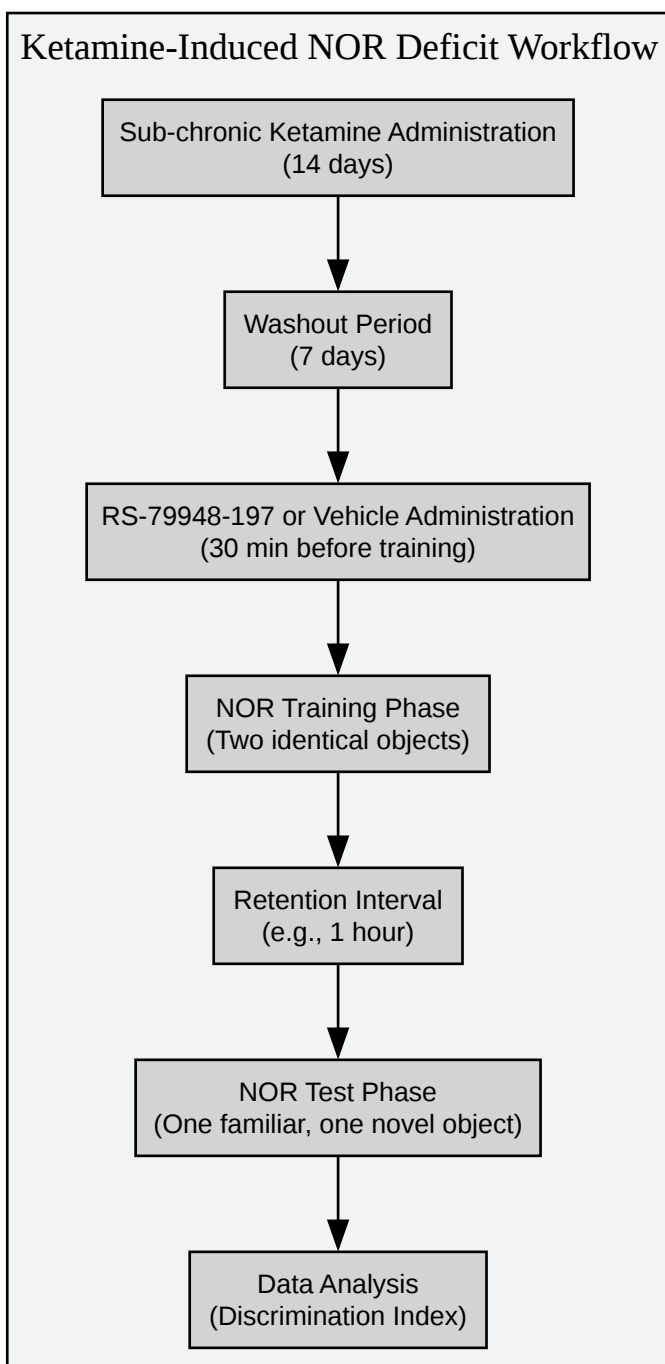 Ketamine-Induced NOR Deficit Workflow
Sub-chronic Ketamine Administration
(14 days)
Washout Period
(7 days)
RS-79948-197 or Vehicle Administration
(30 min before training)
NOR Training Phase
(Two identical objects)
Retention Interval
(e.g., 1 hour)
NOR Test Phase
(One familiar, one novel object)
Data Analysis
(Discrimination Index)